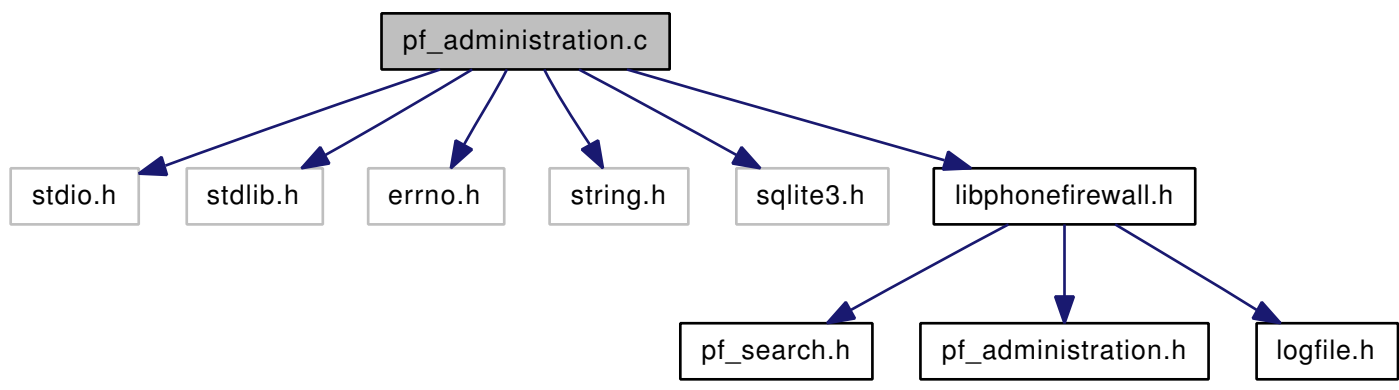 pf_administration.c
stdio.h
stdlib.h
errno.h
string.h
sqlite3.h
libphonefirewall.h
pf_search.h
pf_administration.h
logfile.h